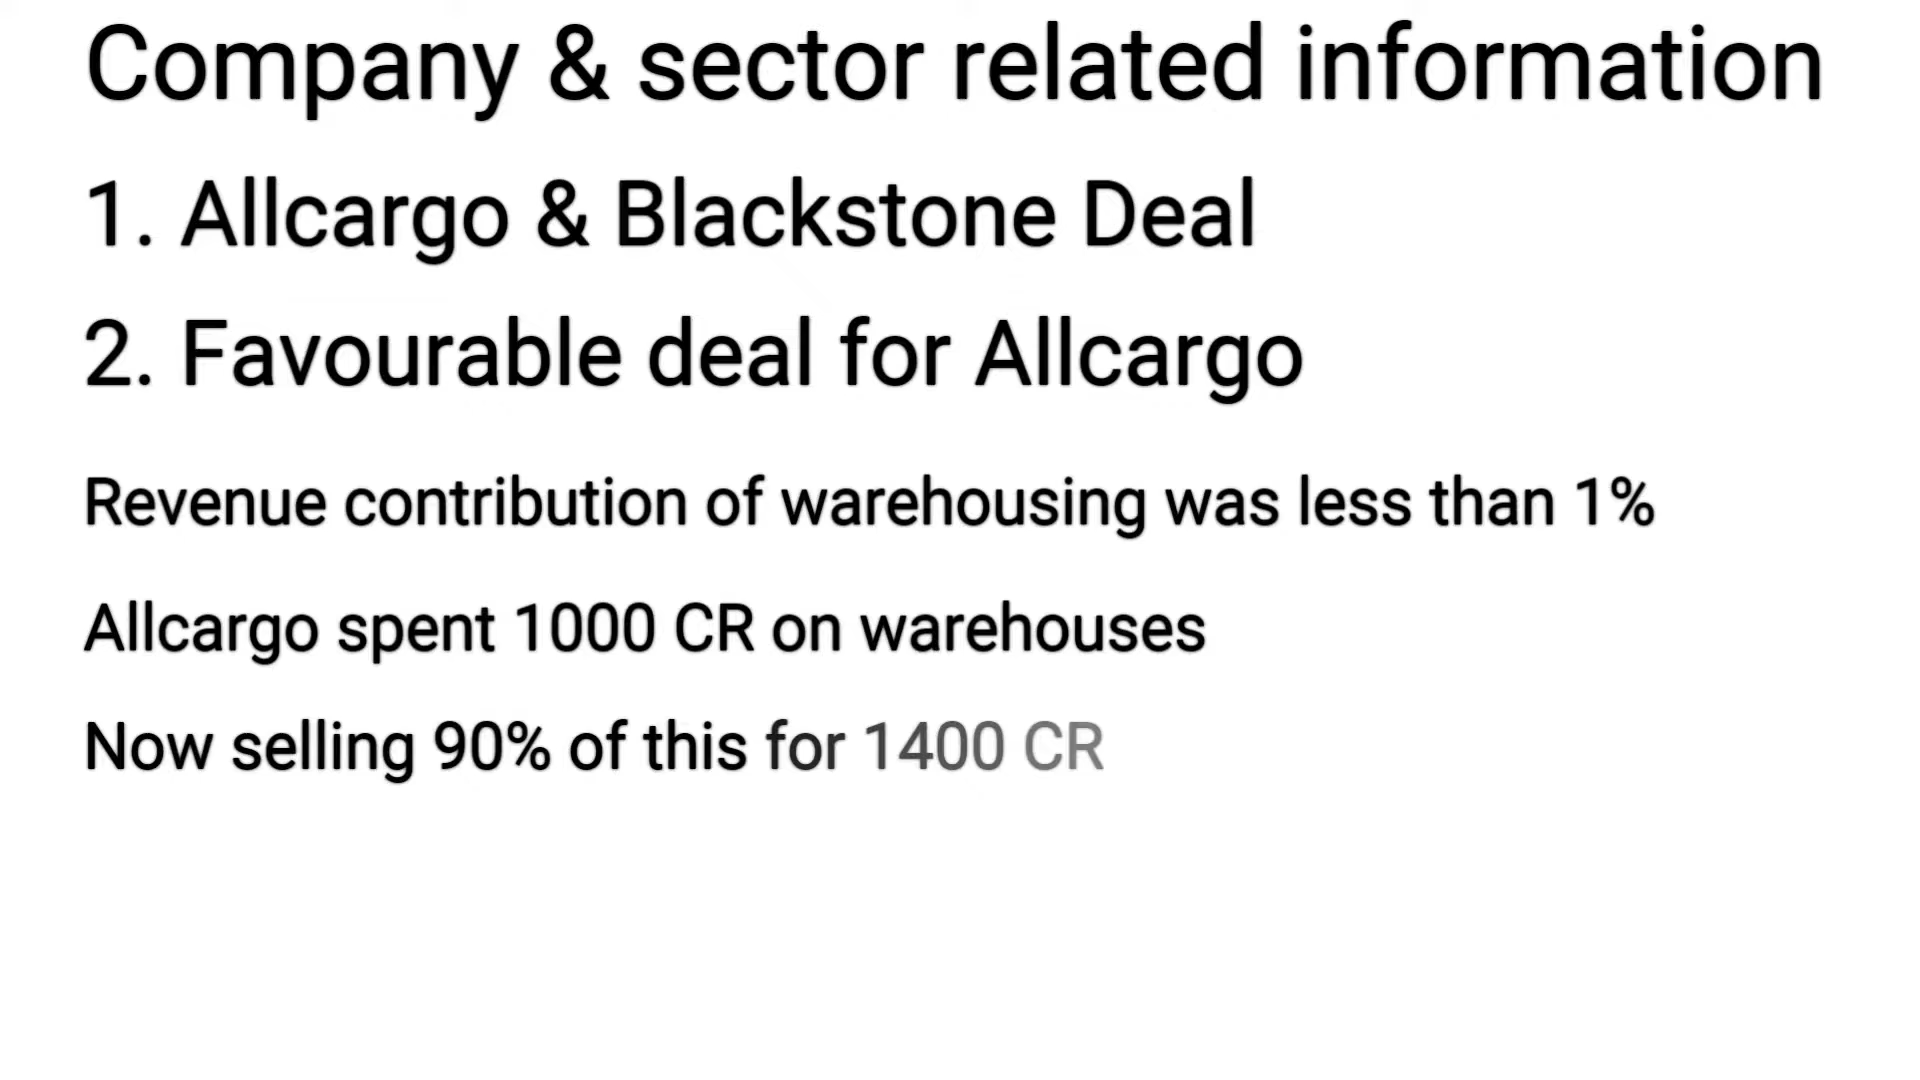 Company & sector related information
1. Allcargo & Blackstone Deal
2. Favourable deal for Allcargo
Revenue contribution of warehousing was less than 1%
Allcargo spent 1000 CR on warehouses
Now selling 90% of this for 1400 CR